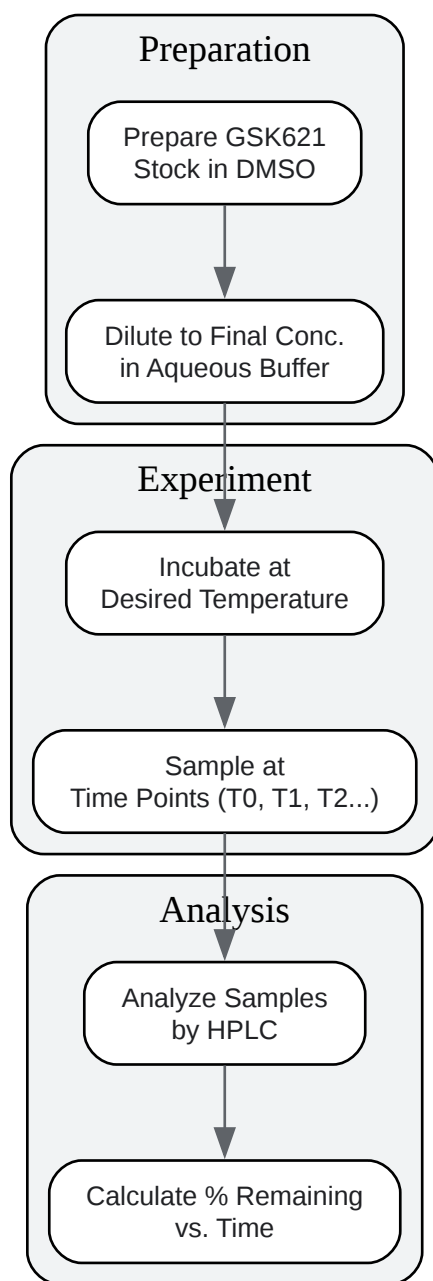 Preparation
Prepare GSK621
Stock in DMSO
Dilute to Final Conc.
in Aqueous Buffer
Experiment
Incubate at
Desired Temperature
Sample at
Time Points (T0, T1, T2...)
Analysis
Analyze Samples
by HPLC
Calculate % Remaining
vs. Time